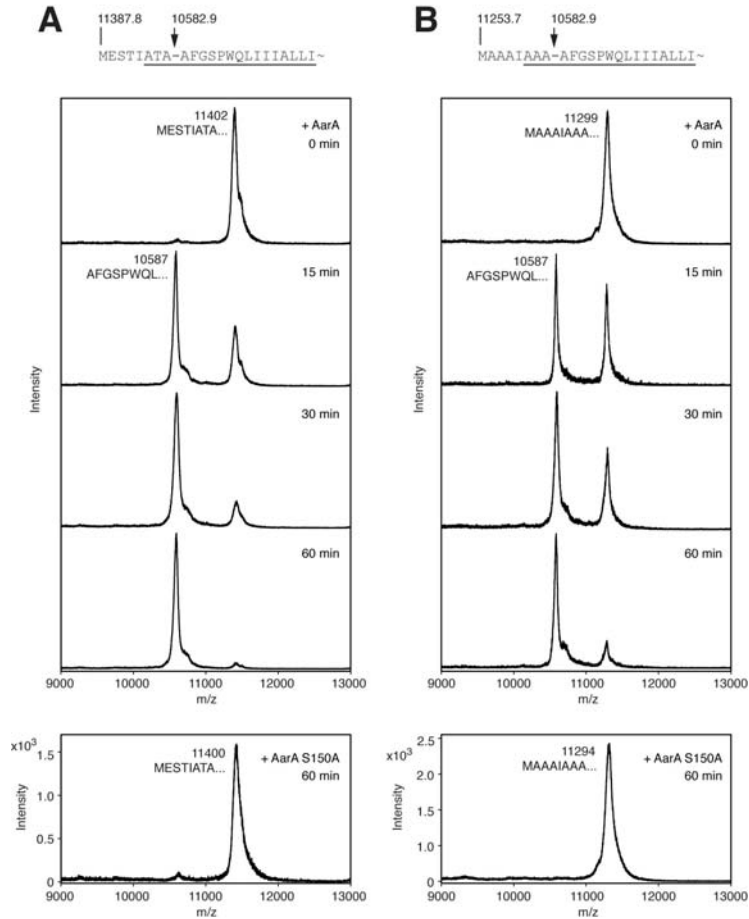 A
11387.8 10582.9
MESTIATA-AFGSPWQLIIIALLI~
11402
MESTIATA...
+ AarA
0 min
10587
AFGSPWQL...
15 min
30 min
60 min
Intensity
9000 10000 11000 12000 13000
m/z
x10³
1.5
1.0
0.5
0.0
Intensity
11400
MESTIATA...
+ AarA S150A
60 min
9000 10000 11000 12000 13000
m/z
B
11253.7 10582.9
MAAAIAAA-AFGSPWQLIIIALLI~
11299
MAAAIAAA...
+ AarA
0 min
10587
AFGSPWQL...
15 min
30 min
60 min
Intensity
9000 10000 11000 12000 13000
m/z
x10³
2.5
2.0
1.0
0
Intensity
11294
MAAAIAAA...
+ AarA S150A
60 min
9000 10000 11000 12000 13000
m/z